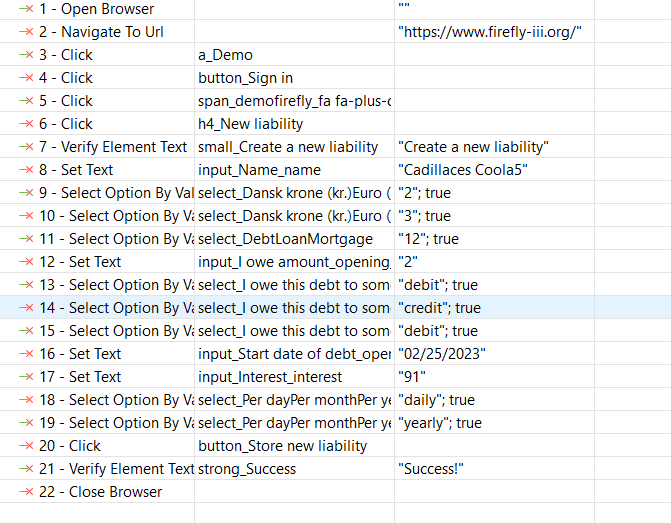 1 - Open Browser ""
2 - Navigate To Url "https://www.firefly-iii.org/"
3 - Click a_Demo
4 - Click button_Sign in
5 - Click span_demofirefly_fa fa-plus-c
6 - Click h4_New liability
7 - Verify Element Text small_Create a new liability "Create a new liability"
8 - Set Text input_Name_name "Cadillaces Coola5"
9 - Select Option By Val select_Dansk krone (kr.)Euro ( "2"; true
10 - Select Option By Va select_Dansk krone (kr.)Euro ( "3"; true
11 - Select Option By Va select_DebtLoanMortgage "12"; true
12 - Set Text input_I owe amount_opening_ "2"
13 - Select Option By Va select_I owe this debt to som "debit"; true
14 - Select Option By Va select_I owe this debt to som "credit"; true
15 - Select Option By Va select_I owe this debt to som "debit"; true
16 - Set Text input_Start date of debt_oper "02/25/2023"
17 - Set Text input_Interest_interest "91"
18 - Select Option By Va select_Per dayPer monthPer ye "daily"; true
19 - Select Option By Va select_Per dayPer monthPer ye "yearly"; true
20 - Click button_Store new liability
21 - Verify Element Text strong_Success "Success!"
22 - Close Browser